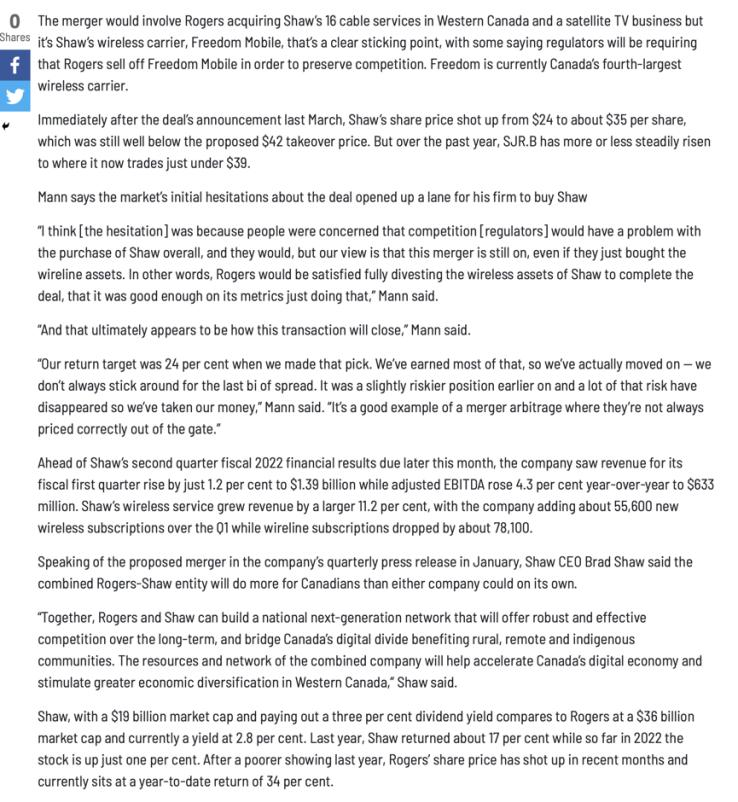 0
Shares
The merger would involve Rogers acquiring Shaw's 16 cable services in Western Canada and a satellite TV business but
it's Shaw's wireless carrier, Freedom Mobile, that's a clear sticking point, with some saying regulators will be requiring
that Rogers sell off Freedom Mobile in order to preserve competition. Freedom is currently Canada's fourth-largest
wireless carrier.
Immediately after the deal's announcement last March, Shaw's share price shot up from $24 to about $35 per share,
which was still well below the proposed $42 takeover price. But over the past year, SJR.B has more or less steadily risen
to where it now trades just under $39.
Mann says the market's initial hesitations about the deal opened up a lane for his firm to buy Shaw
“I think [the hesitation] was because people were concerned that competition [regulators] would have a problem with
the purchase of Shaw overall, and they would, but our view is that this merger is still on, even if they just bought the
wireline assets. In other words, Rogers would be satisfied fully divesting the wireless assets of Shaw to complete the
deal, that it was good enough on its metrics just doing that,” Mann said.
“And that ultimately appears to be how this transaction will close,” Mann said.
“Our return target was 24 per cent when we made that pick. We've earned most of that, so we've actually moved on — we
don't always stick around for the last bi of spread. It was a slightly riskier position earlier on and a lot of that risk have
disappeared so we've taken our money,” Mann said. “It's a good example of a merger arbitrage where they're not always
priced correctly out of the gate.”
Ahead of Shaw's second quarter fiscal 2022 financial results due later this month, the company saw revenue for its
fiscal first quarter rise by just 1.2 per cent to $1.39 billion while adjusted EBITDA rose 4.3 per cent year-over-year to $633
million. Shaw's wireless service grew revenue by a larger 11.2 per cent, with the company adding about 55,600 new
wireless subscriptions over the Q1 while wireline subscriptions dropped by about 78,100.
Speaking of the proposed merger in the company's quarterly press release in January, Shaw CEO Brad Shaw said the
combined Rogers-Shaw entity will do more for Canadians than either company could on its own.
“Together, Rogers and Shaw can build a national next-generation network that will offer robust and effective
competition over the long-term, and bridge Canada's digital divide benefiting rural, remote and indigenous
communities. The resources and network of the combined company will help accelerate Canada's digital economy and
stimulate greater economic diversification in Western Canada,” Shaw said.
Shaw, with a $19 billion market cap and paying out a three per cent dividend yield compares to Rogers at a $36 billion
market cap and currently a yield at 2.8 per cent. Last year, Shaw returned about 17 per cent while so far in 2022 the
stock is up just one per cent. After a poorer showing last year, Rogers' share price has shot up in recent months and
currently sits at a year-to-date return of 34 per cent.